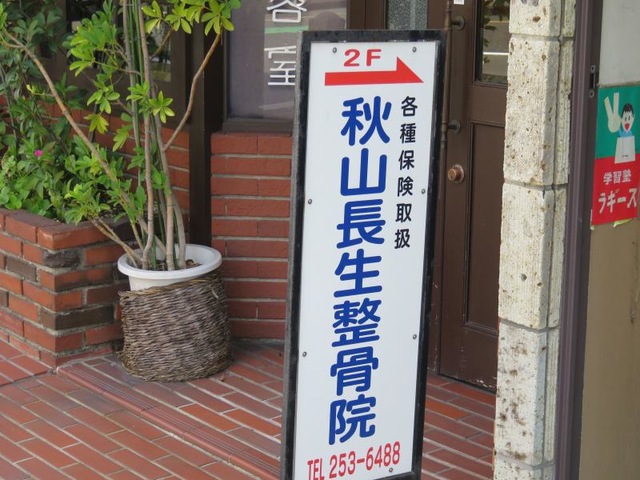 2F
各種保険取扱
秋山長生整骨院
TEL 253-6488
室
学習塾
ラギース